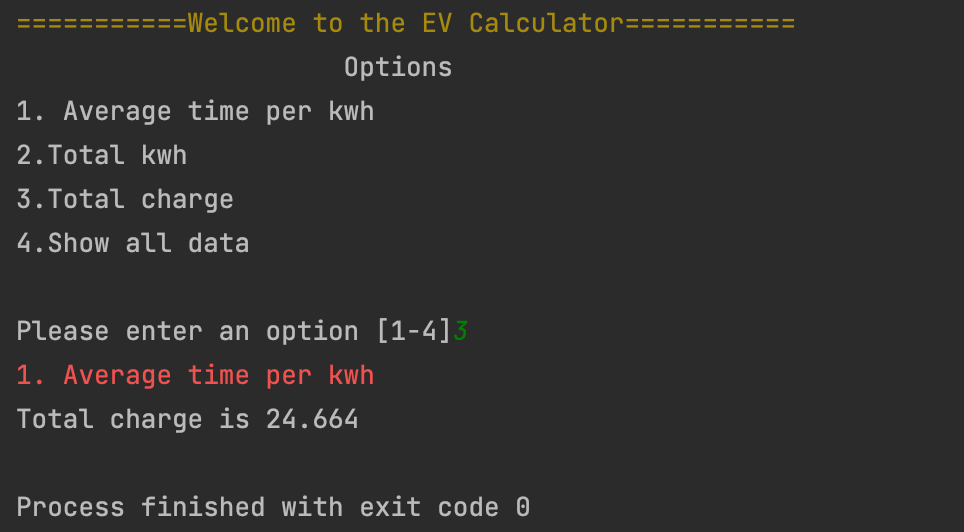 ===========Welcome to the EV Calculator===========
Options
1. Average time per kwh
2.Total kwh
3.Total charge
4.Show all data
Please enter an option [1-4]3
1. Average time per kwh
Total charge is 24.664
Process finished with exit code 0